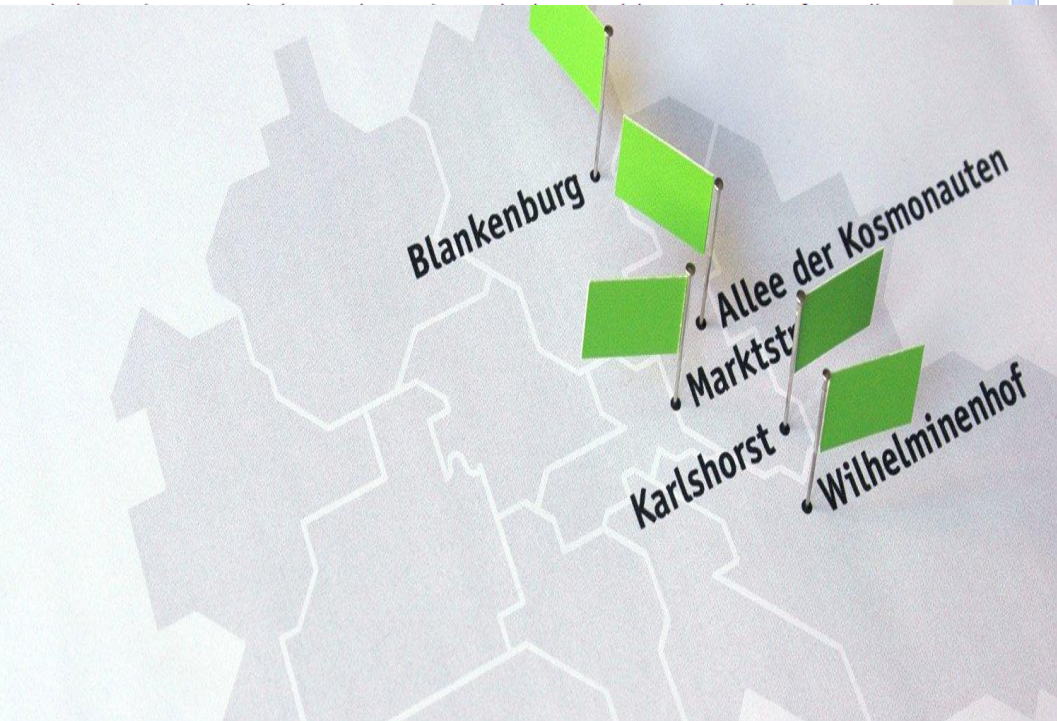 Blankenburg
Allee der Kosmonauten
Marktstr
Karlshorst
Wilhelminenhof